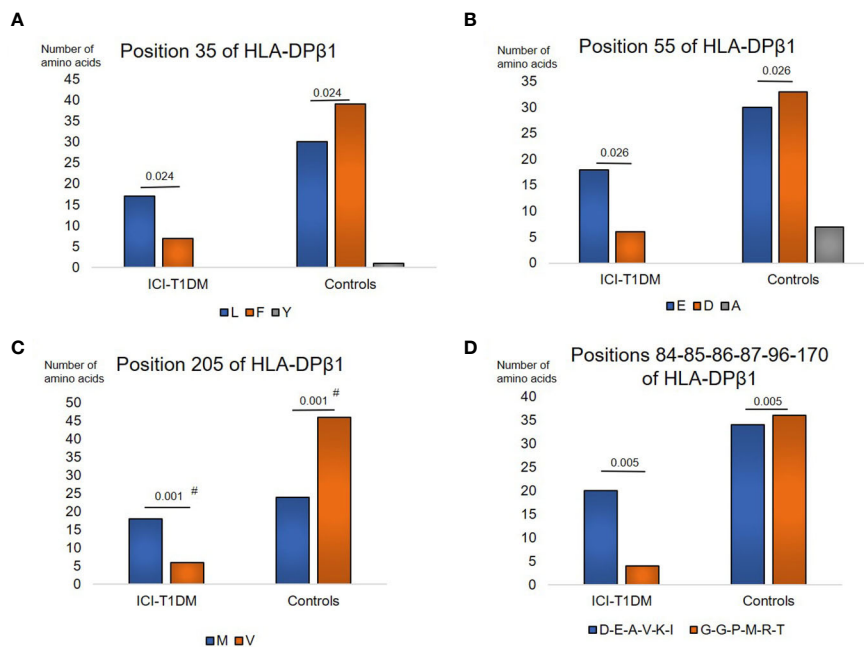 A
Number of
amino acids
Position 35 of HLA-DPβ1
45
40
35
30
25
20
15
10
5
0
0.024
0.024
ICI-T1DM
Controls
L F Y
B
Number of
amino acids
Position 55 of HLA-DPβ1
35
30
25
20
15
10
5
0
0.026
0.026
ICI-T1DM
Controls
E D A
C
Number of
amino acids
Position 205 of HLA-DPβ1
50
45
40
35
30
25
20
15
10
5
0
0.001 #
0.001 #
ICI-T1DM
Controls
M V
D
Number of
amino acids
Positions 84-85-86-87-96-170
of HLA-DPβ1
40
35
30
25
20
15
10
5
0
0.005
0.005
ICI-T1DM
Controls
D-E-A-V-K-I G-G-P-M-R-T